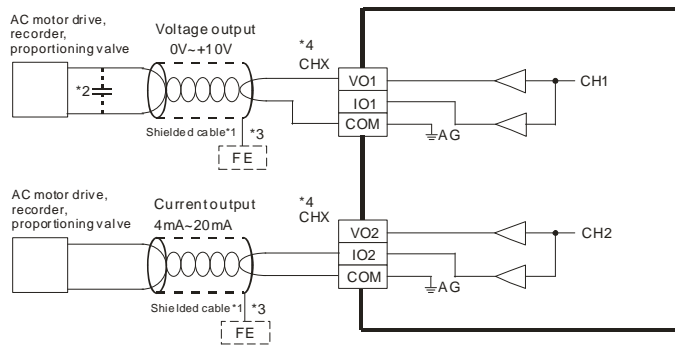 AC motor drive,
recorder,
proportioning valve
Voltage output
0V~+10V
*4
CHX
*2
VO1
IO1
COM
AG
CH1
Shielded cable*1
*3
FE
AC motor drive,
recorder,
proportioning valve
Current output
4mA~20mA
*4
CHX
VO2
IO2
COM
AG
CH2
Shielded cable*1
*3
FE